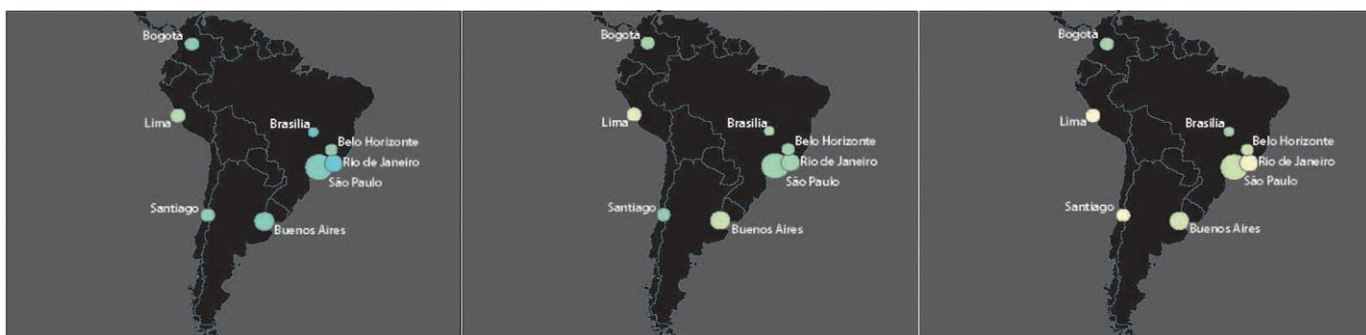 Bogotá
Lima
Brasilia
Belo Horizonte
Rio de Janeiro
São Paulo
Santiago
Buenos Aires
Bogotá
Lima
Brasilia
Belo Horizonte
Rio de Janeiro
São Paulo
Santiago
Buenos Aires
Bogotá
Lima
Brasilia
Belo Horizonte
Rio de Janeiro
São Paulo
Santiago
Buenos Aires